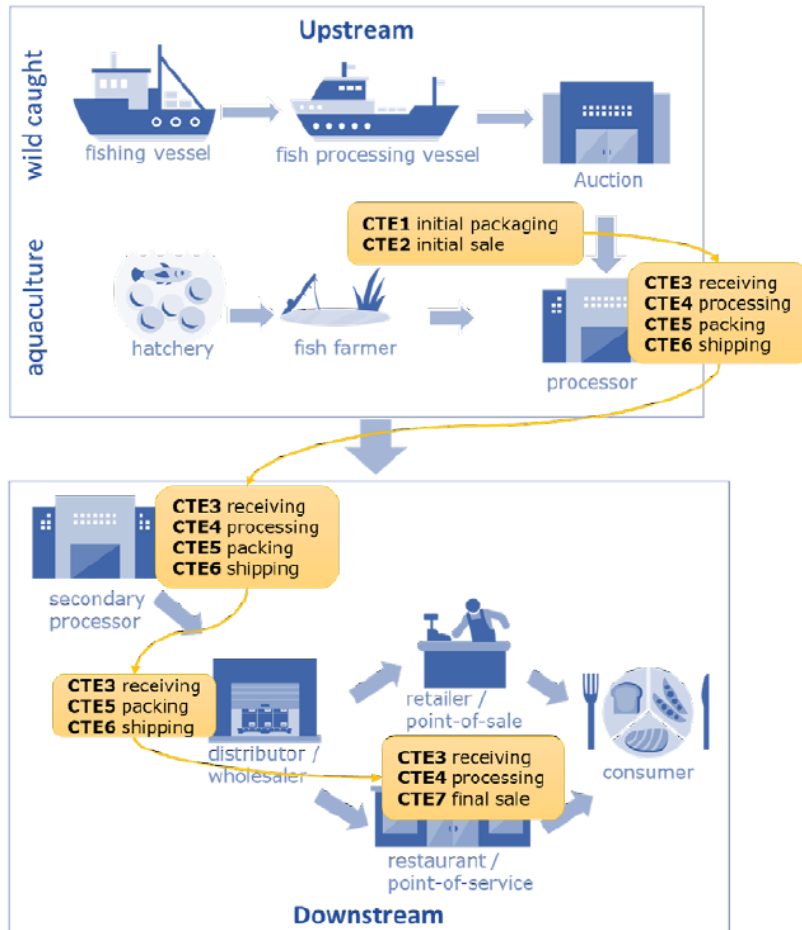 Upstream
wild caught
fishing vessel
fish processing vessel
Auction
CTE1 initial packaging
CTE2 initial sale
aquaculture
hatchery
fish farmer
CTE3 receiving
CTE4 processing
CTE5 packing
CTE6 shipping
processor
CTE3 receiving
CTE4 processing
CTE5 packing
CTE6 shipping
secondary
processor
CTE3 receiving
CTE5 packing
CTE6 shipping
distributor /
wholesaler
retailer /
point-of-sale
CTE3 receiving
CTE4 processing
CTE7 final sale
consumer
restaurant /
point-of-service
Downstream